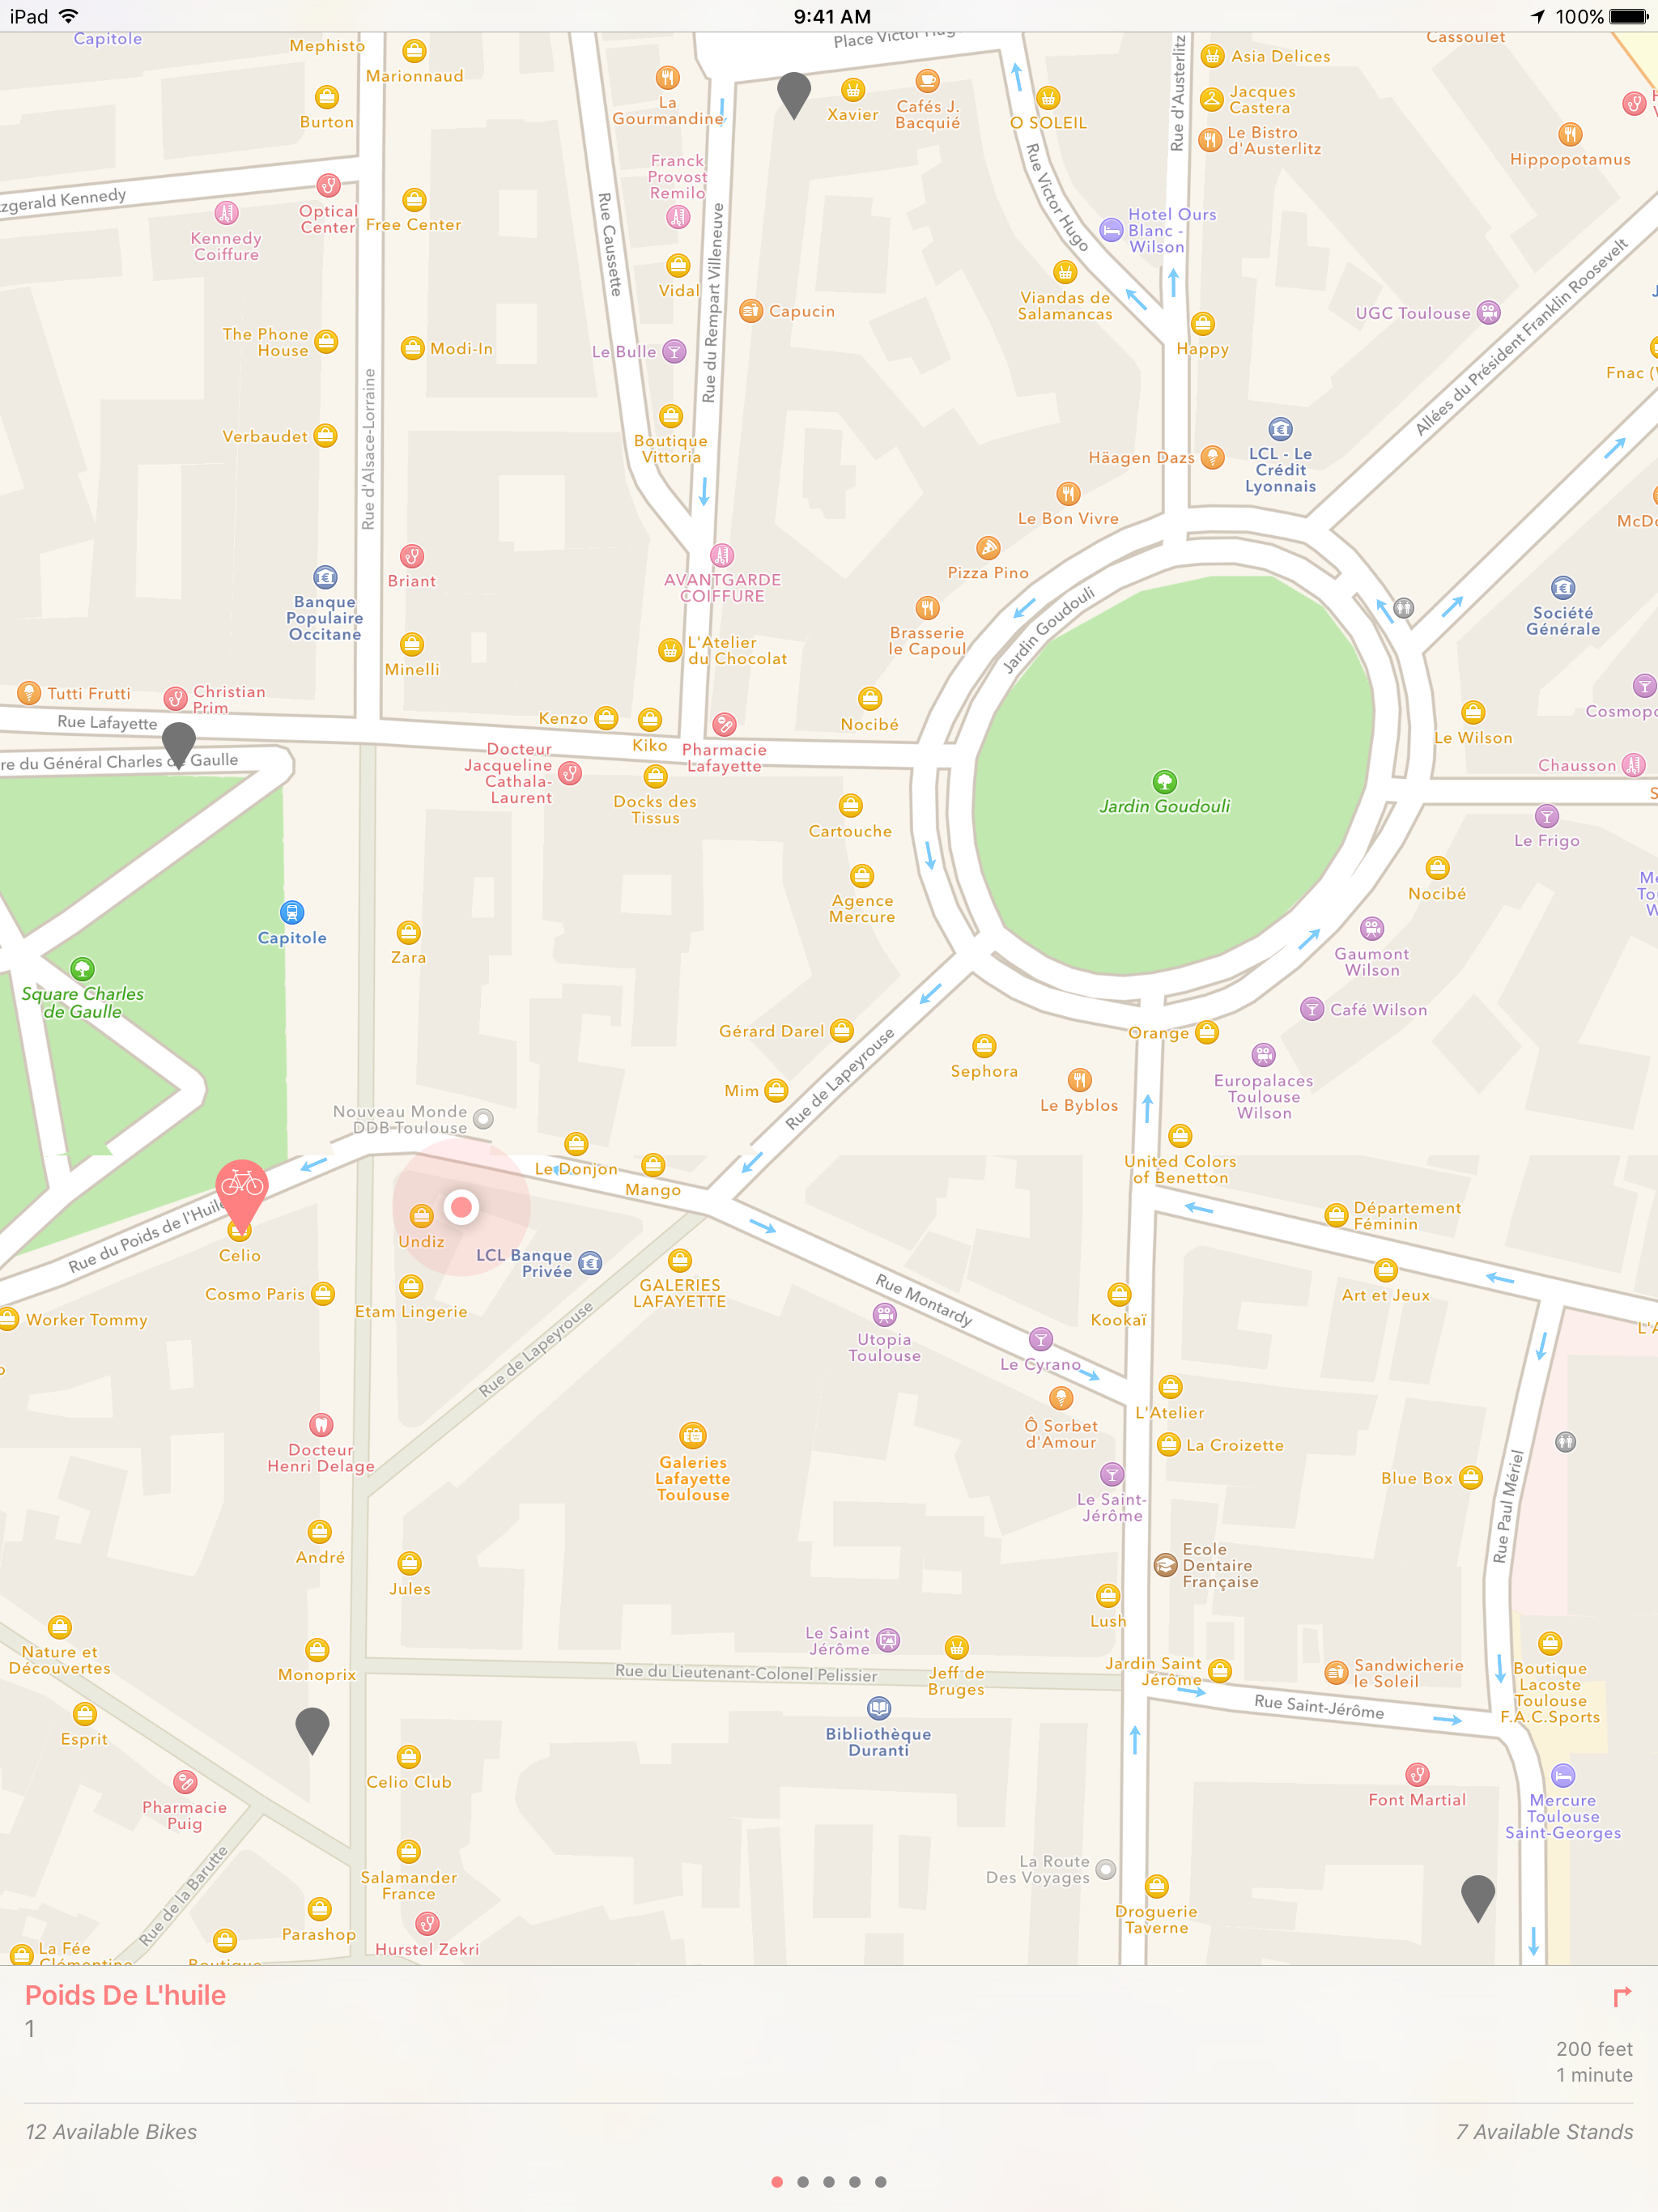 iPad
9:41 AM
100%
Capitole
Mephisto
Marionnaud
Burton
La
Gourmandine
Place Victor
Xavier
Cafés J.
Bacquié
O SOLEIL
Rue d'Austerlitz
Asia Delices
Jacques
Castera
Le Bistro
d'Austerlitz
Cassoulet
Hippopotamus
Franck
Provost
Remilo
Rue Victor Hugo
zgerald Kennedy
Optical
Center
Free Center
Kennedy
Coiffure
Rue Caussette
Vidal
Rue du Rempart Villeneuve
Hotel Ours
Blanc -
Wilson
Viandas de
Salamancas
Capucin
UGC Toulouse
Allées du Président Franklin Roosevelt
The Phone
House
Modi-In
Le Bulle
Happy
Fnac (
Verbaudet
Rue d'Alsace-Lorraine
Boutique
Vittoria
Häagen Dazs
LCL - Le
Crédit
Lyonnais
Le Bon Vivre
McDo
Pizza Pino
Briant
AVANTGARDE
COIFFURE
Banque
Populaire
Occitane
Jardin Goudouli
Brasserie
le Capoul
Société
Générale
Minelli
L'Atelier
du Chocolat
Tutti Frutti
Christian
Prim
Rue Lafayette
Kenzo
Kiko
Pharmacie
Lafayette
Nocibé
Cosmopo
Le Wilson
re du Général Charles de Gaulle
Docteur
Jacqueline
Cathala-
Laurent
Docks des
Tissus
Cartouche
Jardin Goudouli
Chausson
Le Frigo
Agence
Mercure
Nocibé
Capitole
Zara
Square Charles
de Gaulle
Gaumont
Wilson
Café Wilson
Gérard Darel
Orange
Sephora
Rue de Lapeyrouse
Mim
Le Byblos
Europalaces
Toulouse
Wilson
Nouveau Monde
DDB Toulouse
Le Donjon
Mango
United Colors
of Benetton
Rue du Poids de l'Huile
Celio
Undiz
LCL Banque
Privée
GALERIES
LAFAYETTE
Département
Féminin
Cosmo Paris
Etam Lingerie
Worker Tommy
Rue Montardy
Art et Jeux
Kookaï
Utopia
Toulouse
Le Cyrano
Rue de Lapeyrouse
Ô Sorbet
d'Amour
L'Atelier
La Croizette
Docteur
Henri Delage
Galeries
Lafayette
Toulouse
Blue Box
Le Saint-
Jérôme
Rue Paul Mériel
André
Jules
Ecole
Dentaire
Française
Lush
Nature et
Découvertes
Monoprix
Le Saint
Jérôme
Rue du Lieutenant-Colonel Pelissier
Jeff de
Bruges
Jardin Saint
Jérôme
Sandwicherie
le Soleil
Boutique
Lacoste
Toulouse
F.A.C.Sports
Rue Saint-Jérôme
Esprit
Bibliothèque
Duranti
Celio Club
Pharmacie
Puig
Font Martial
Mercure
Toulouse
Saint-Georges
Rue de la Barutte
Salamander
France
La Route
Des Voyages
Droguerie
Taverne
Parashop
Hurstel Zekri
La Fée
Clémentine
Boutique
Poids De L'huile
1
200 feet
1 minute
12 Available Bikes
7 Available Stands